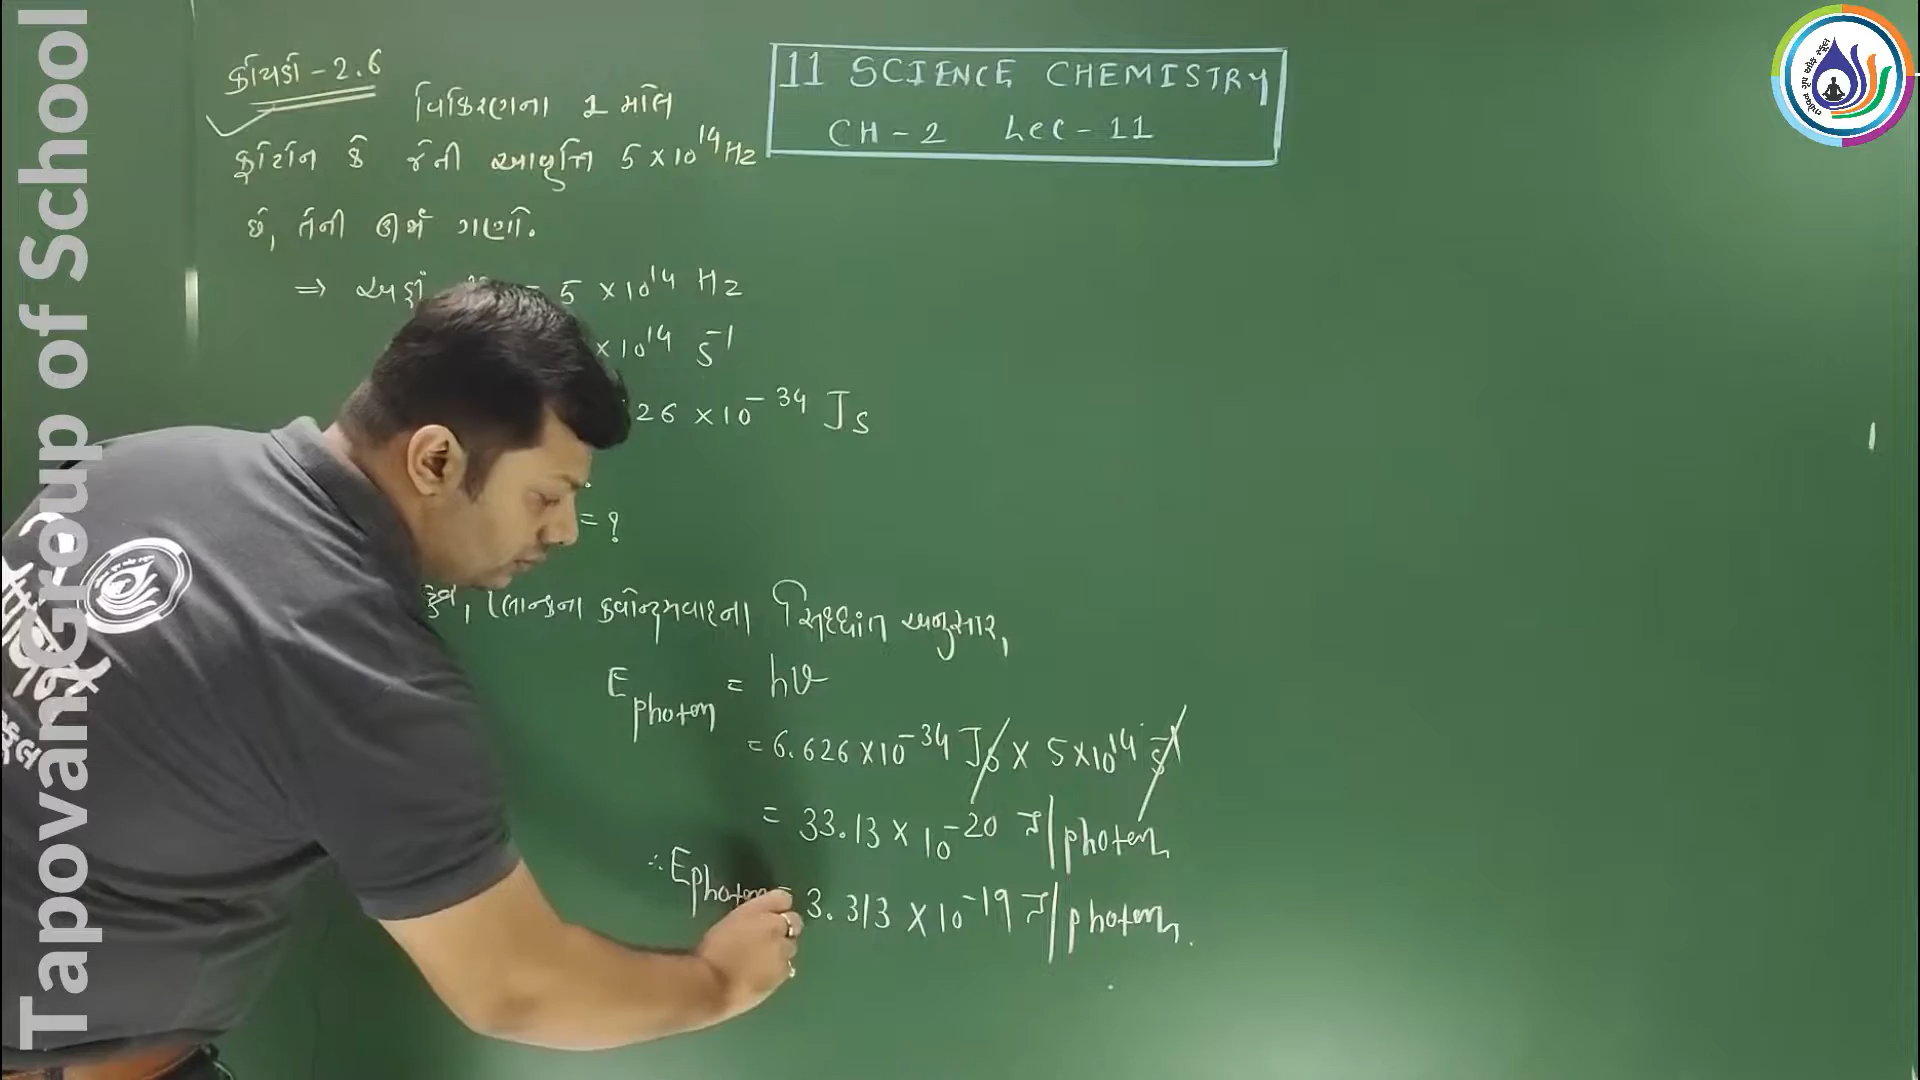 Tapovan Group of School
11 SCIENCE CHEMISTRY
CH-2 Lec-11
કોયડો-2.6
વિકિરણના 1 મોલ
ફોટોન કે જેની આવૃત્તિ 5 × 10¹⁴ Hz
છે, તેની ઊર્જા ગણો.
⇒ અહીં 5 × 10¹⁴ Hz
× 10¹⁴ s⁻¹
26 × 10⁻³⁴ Js
= ?
હવે, પ્લાન્કના ક્વોન્ટમવાદના સિદ્ધાંત અનુસાર,
E photon = hν
= 6.626 × 10⁻³⁴ Js × 5 × 10¹⁴ s⁻¹
= 33.13 × 10⁻²⁰ J/photon
∴ E photon = 3.313 × 10⁻¹⁹ J/photon.